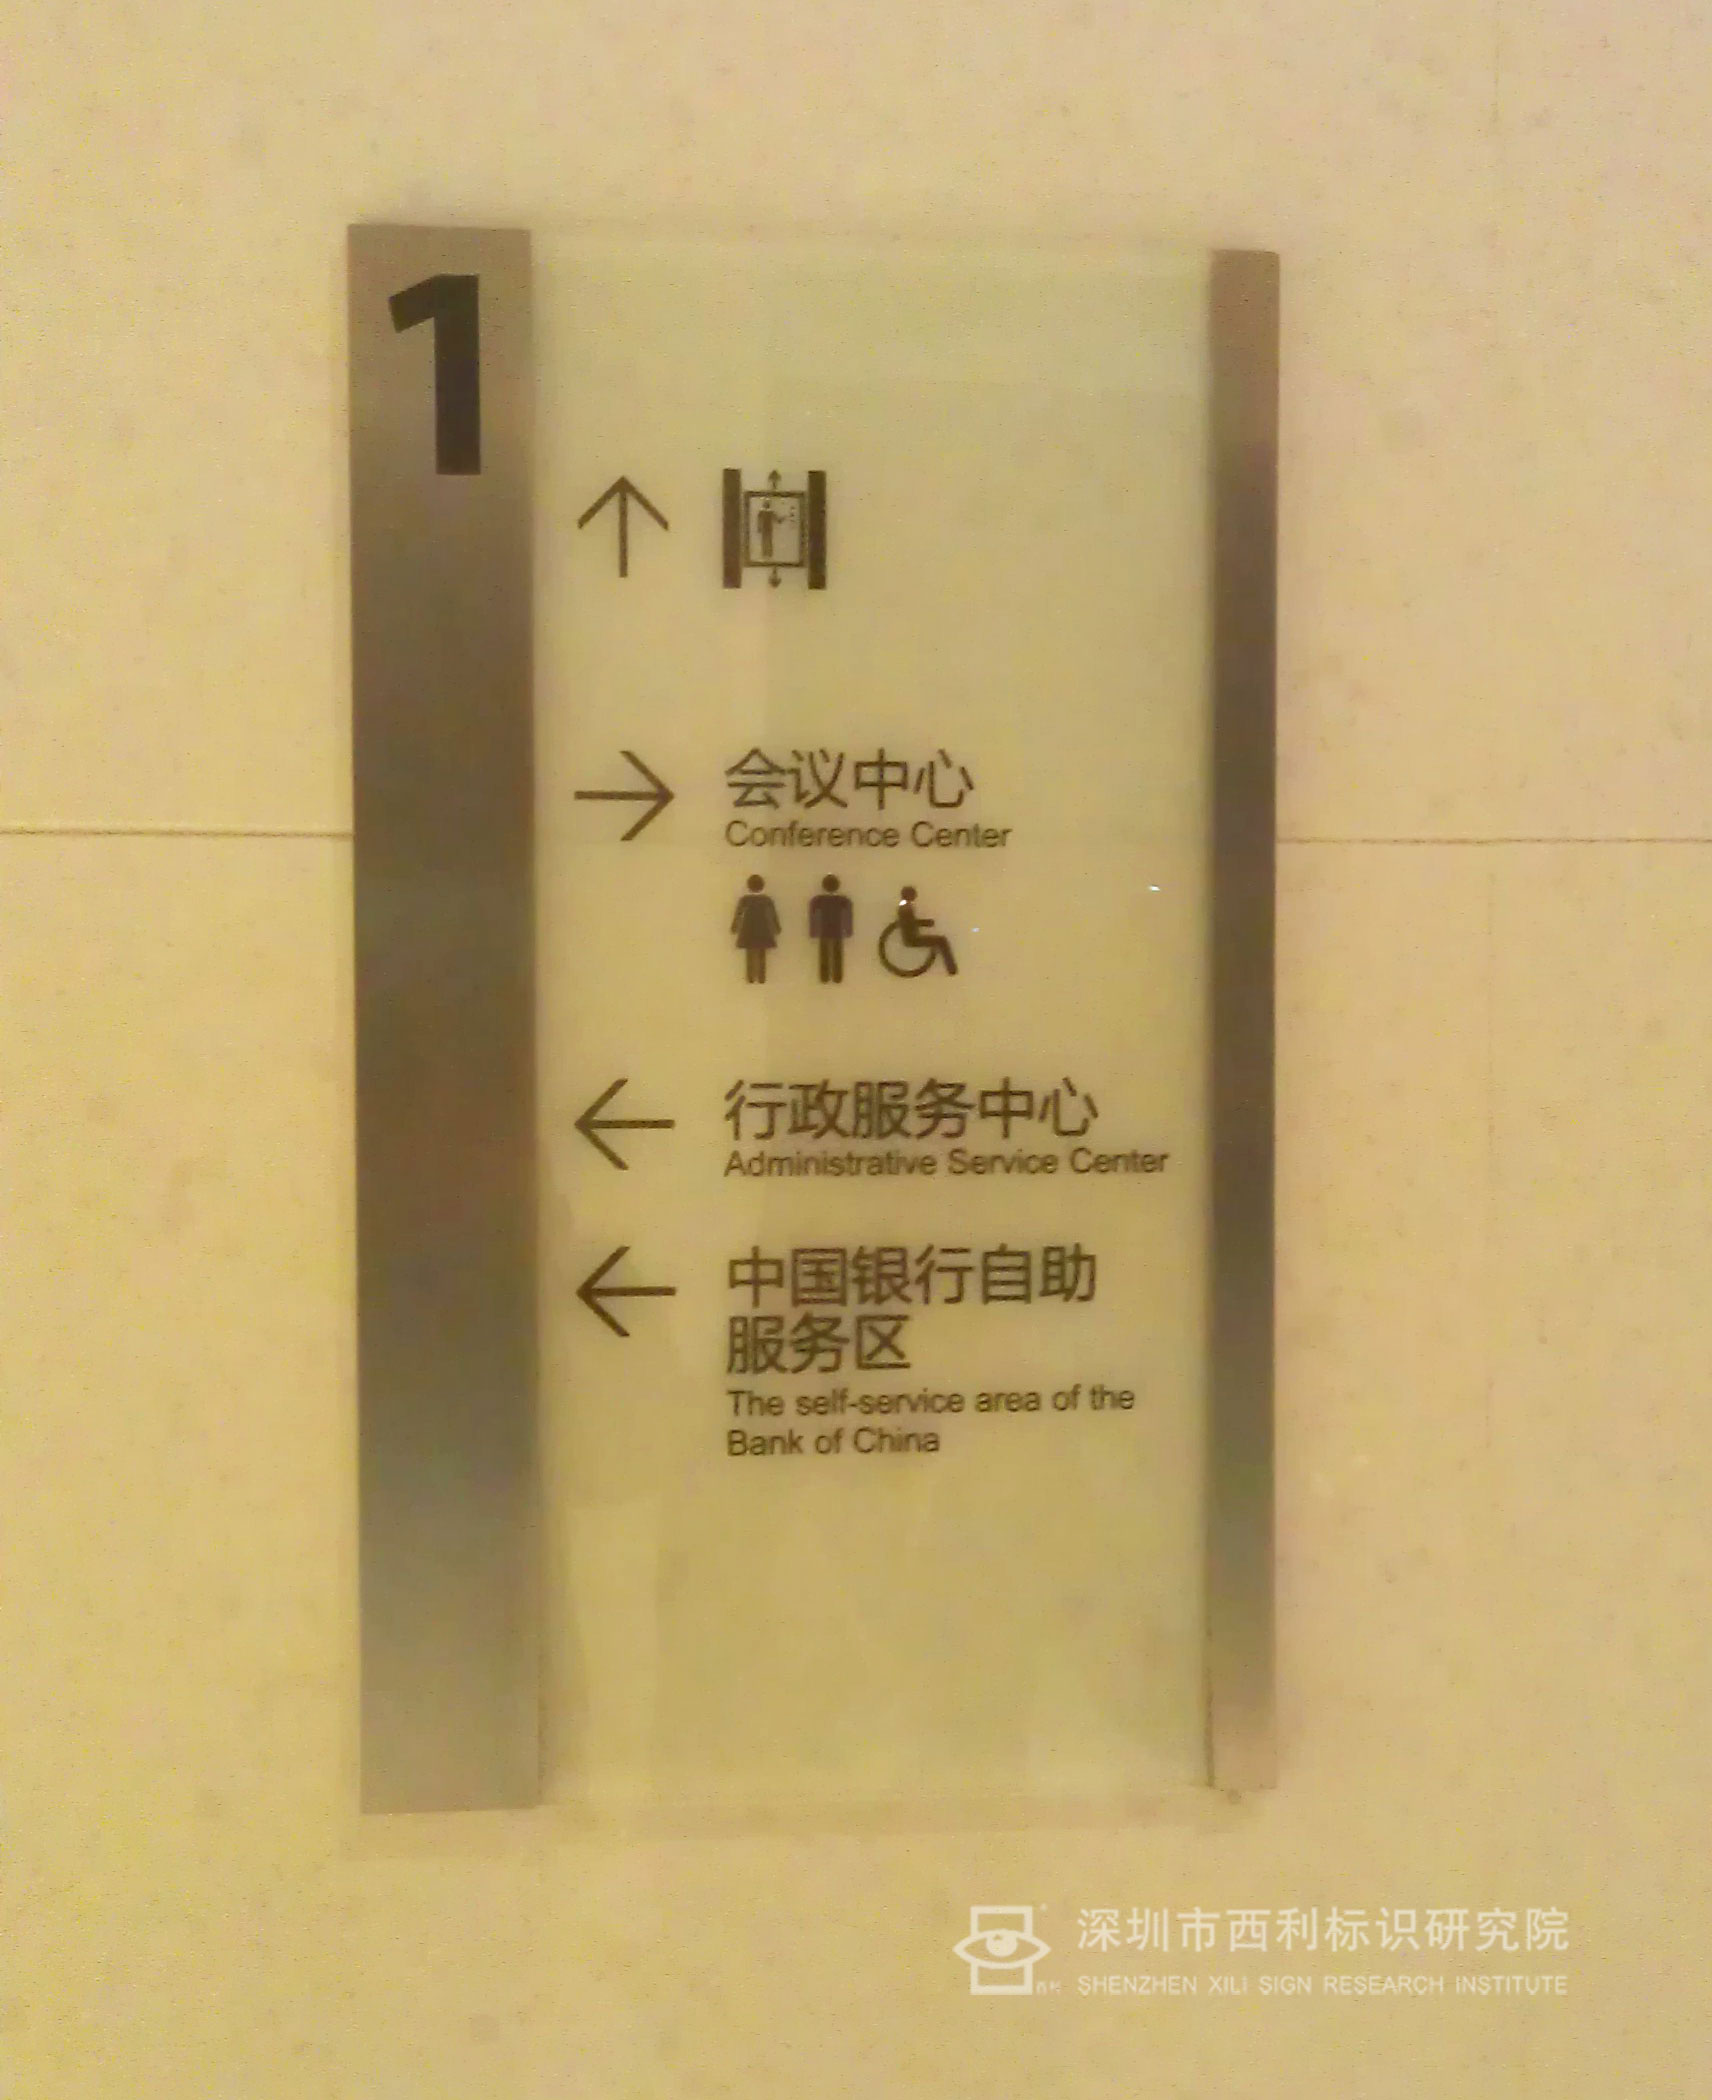 1
会议中心
Conference Center
行政服务中心
Administrative Service Center
中国银行自助
服务区
The self-service area of the
Bank of China
深圳市西利标识研究院
SHENZHEN XILI SIGN RESEARCH INSTITUTE